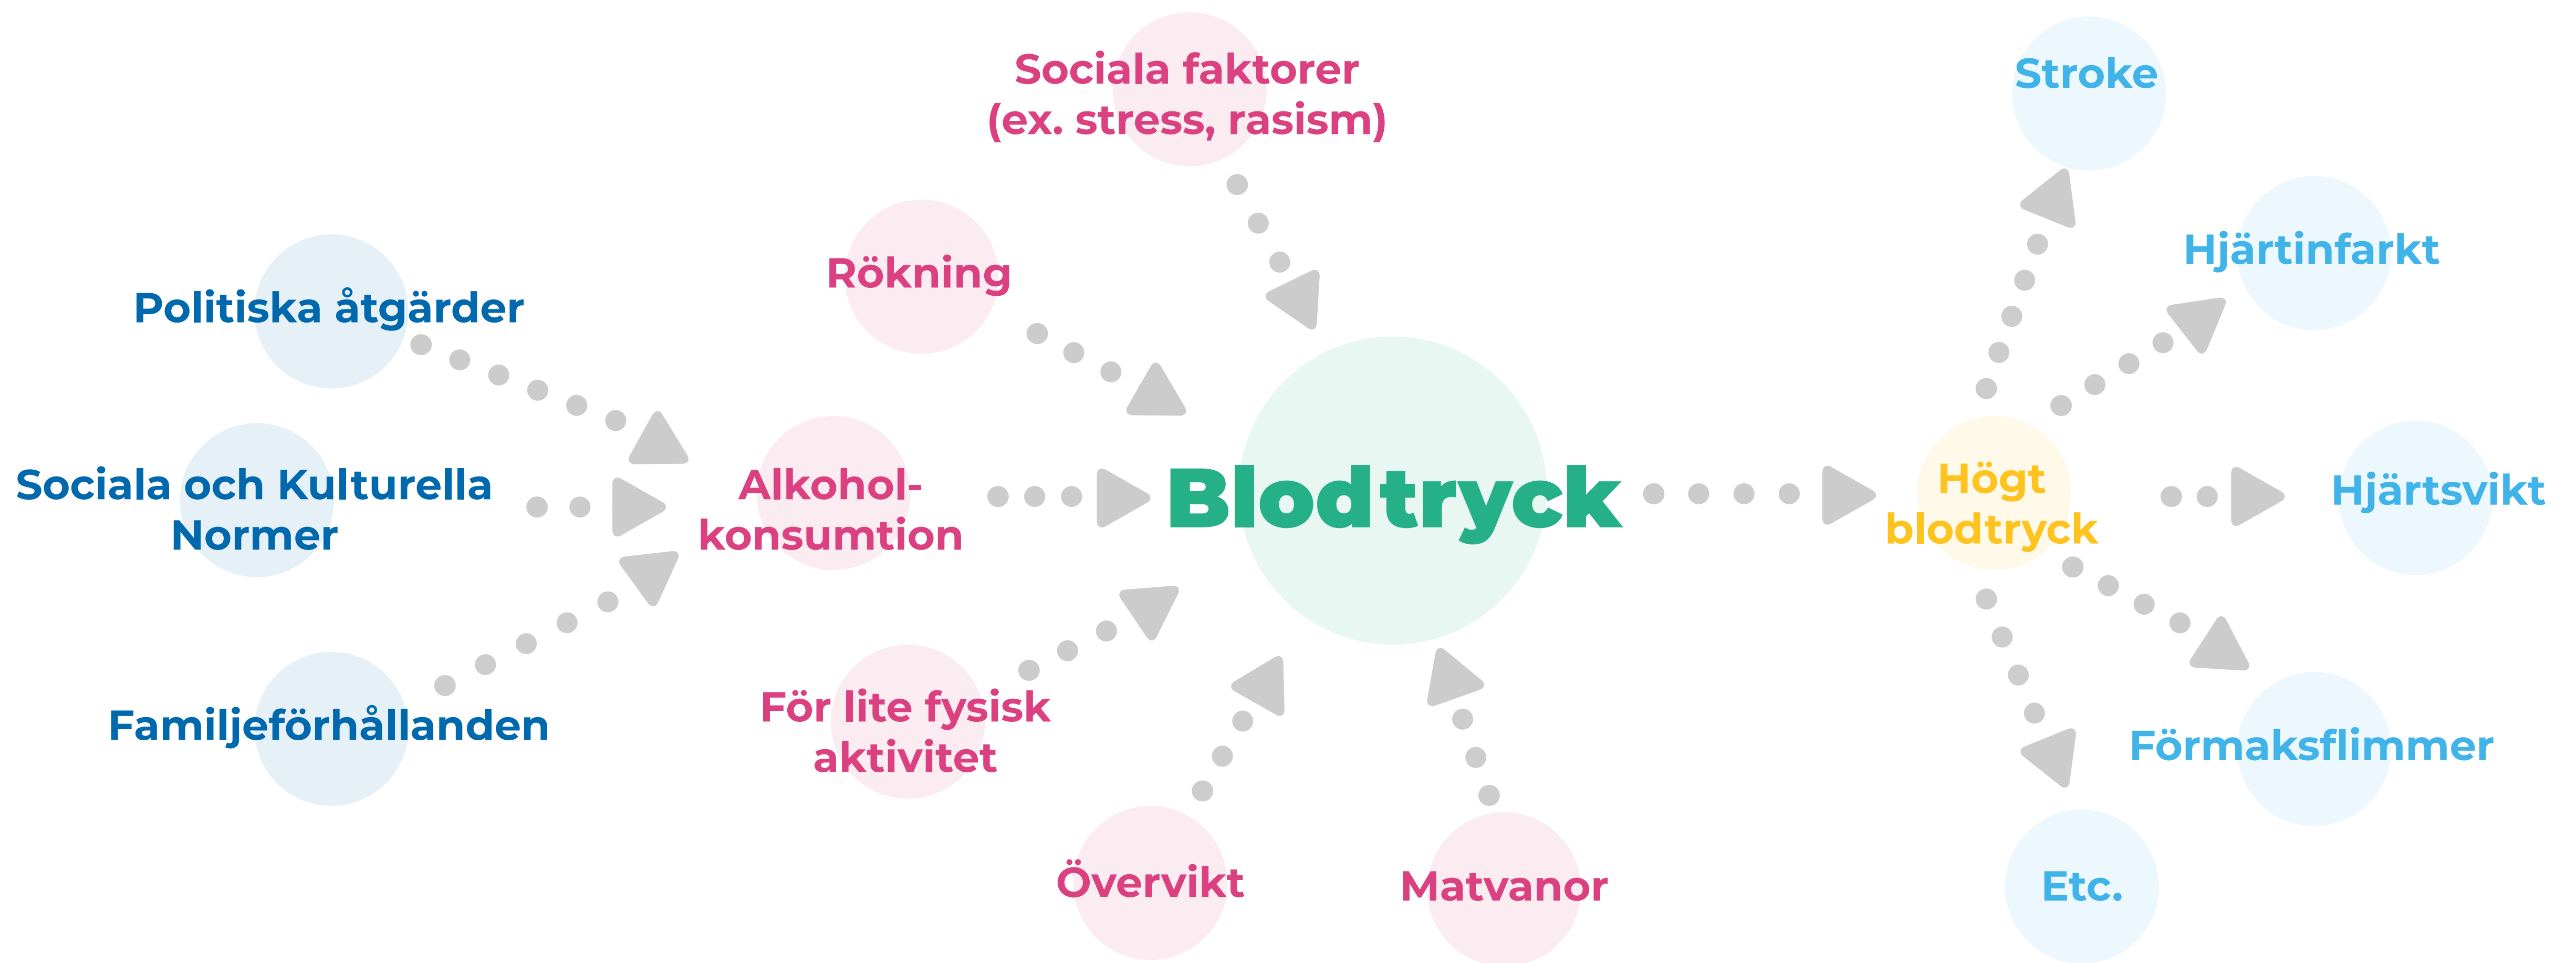 Politiska åtgärder
Sociala och Kulturella
Normer
Familjeförhållanden
Sociala faktorer
(ex. stress, rasism)
Rökning
Alkohol-
konsumtion
För lite fysisk
aktivitet
Övervikt
Matvanor
Blodtryck
Högt
blodtryck
Stroke
Hjärtinfarkt
Hjärtsvikt
Förmaksflimmer
Etc.